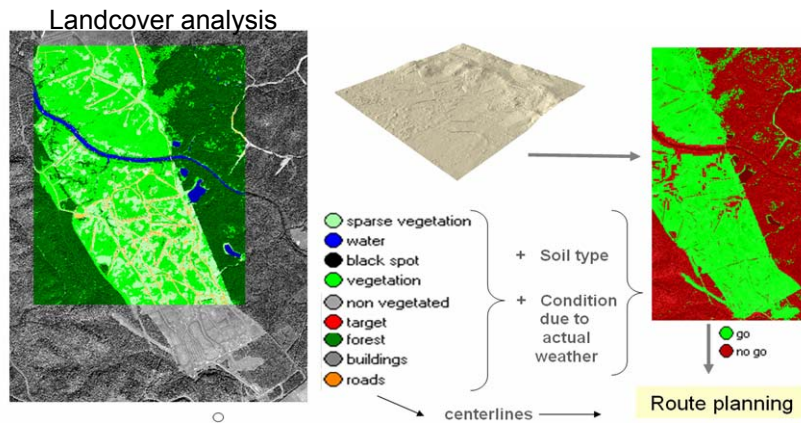 Landcover analysis
sparse vegetation
water
black spot
vegetation
non vegetated
target
forest
buildings
roads
+ Soil type
+ Condition
due to
actual
weather
centerlines
go
no go
Route planning